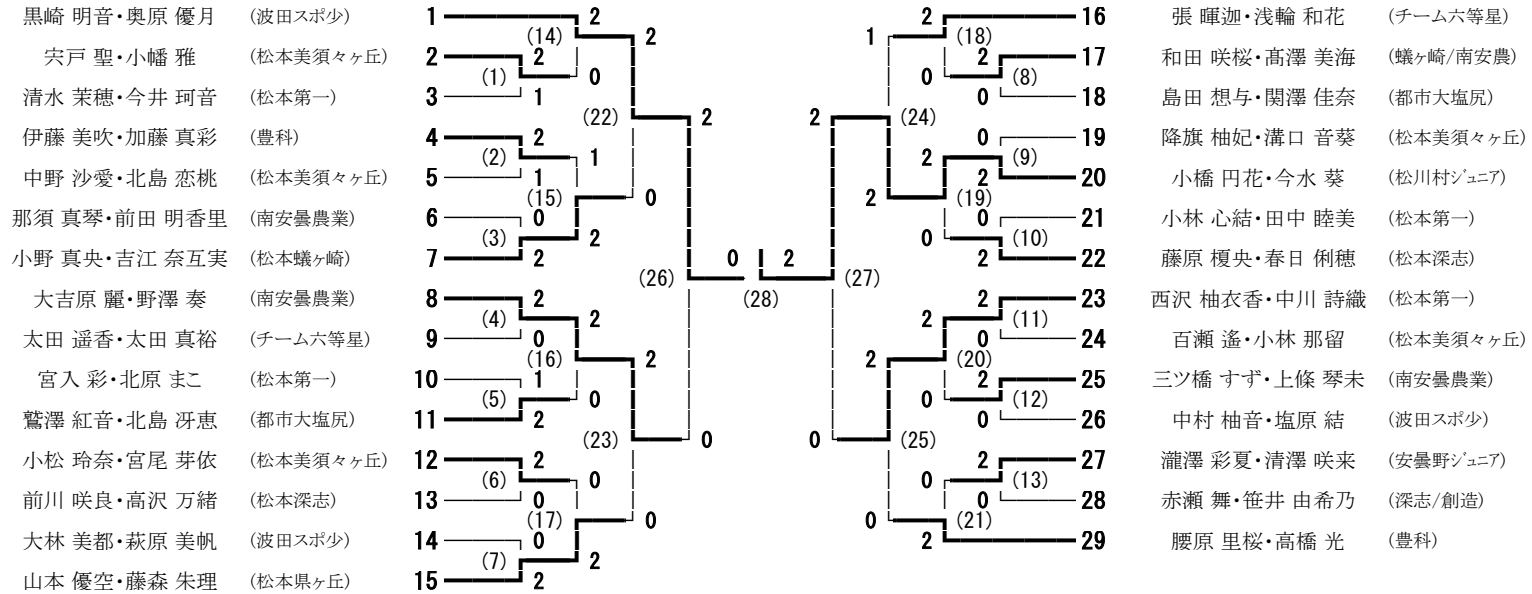 黒崎 明音・奥原 優月 (波田スポ少) 1 2 2 16 張 暉迦・浅輪 和花 (チーム六等星)
(14) 2 1 (18)
宍戸 聖・小幡 雅 (松本美須々ヶ丘) 2 2 2 17 和田 咲桜・髙澤 美海 (蟻ヶ崎/南安農)
(1) 0 0 (8)
清水 茉穂・今井 珂音 (松本第一) 3 1 0 18 島田 想与・関澤 佳奈 (都市大塩尻)
(22) 2 2 (24)
伊藤 美吹・加藤 真彩 (豊科) 4 2 0 19 降旗 柚妃・溝口 音葵 (松本美須々ヶ丘)
(2) 1 2 (9)
中野 沙愛・北島 恋桃 (松本美須々ヶ丘) 5 1 2 20 小橋 円花・今水 葵 (松川村ジュニア)
(15) 0 2 (19)
那須 真琴・前田 明香里 (南安曇農業) 6 0 0 21 小林 心結・田中 睦美 (松本第一)
(3) 2 0 (10)
小野 真央・吉江 奈互実 (松本蟻ヶ崎) 7 2 0 2 2 22 藤原 榎央・春日 俐穂 (松本深志)
(26) (28) (27)
大吉原 麗・野澤 奏 (南安曇農業) 8 2 2 23 西沢 柚衣香・中川 詩織 (松本第一)
(4) 2 2 (11)
太田 遥香・太田 真裕 (チーム六等星) 9 0 0 24 百瀬 遙・小林 那留 (松本美須々ヶ丘)
(16) 2 2 (20)
宮入 彩・北原 まこ (松本第一) 10 1 2 25 三ツ橋 すず・上條 琴未 (南安曇農業)
(5) 0 0 (12)
鷲澤 紅音・北島 冴恵 (都市大塩尻) 11 2 0 26 中村 柚音・塩原 結 (波田スポ少)
(23) 0 0 (25)
小松 玲奈・宮尾 芽依 (松本美須々ヶ丘) 12 2 2 27 瀧澤 彩夏・清澤 咲来 (安曇野ジュニア)
(6) 0 2 (13)
前川 咲良・高沢 万緒 (松本深志) 13 0 0 28 赤瀬 舞・笹井 由希乃 (深志/創造)
(17) 0 0 (21)
大林 美都・萩原 美帆 (波田スポ少) 14 0 2 29 腰原 里桜・高橋 光 (豊科)
(7) 2
山本 優空・藤森 朱理 (松本県ヶ丘) 15 2